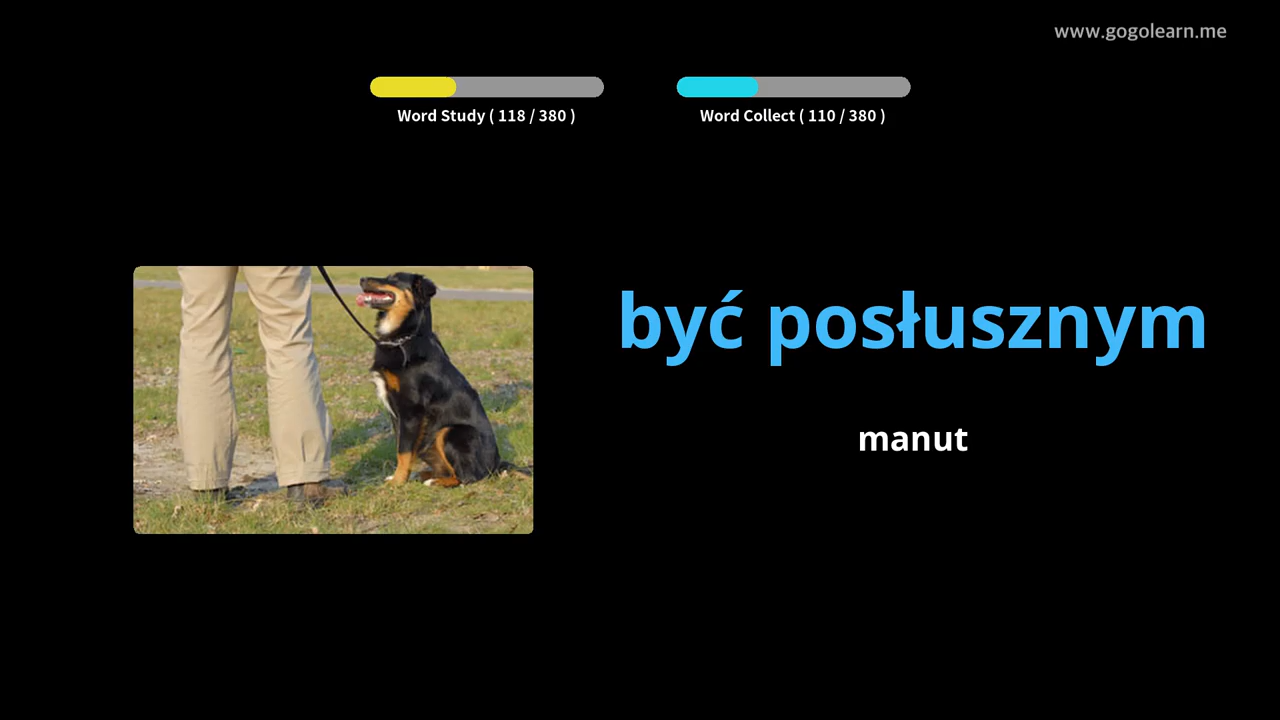 www.gogolearn.me
Word Study ( 118 / 380 )
Word Collect ( 110 / 380 )
być posłusznym
manut